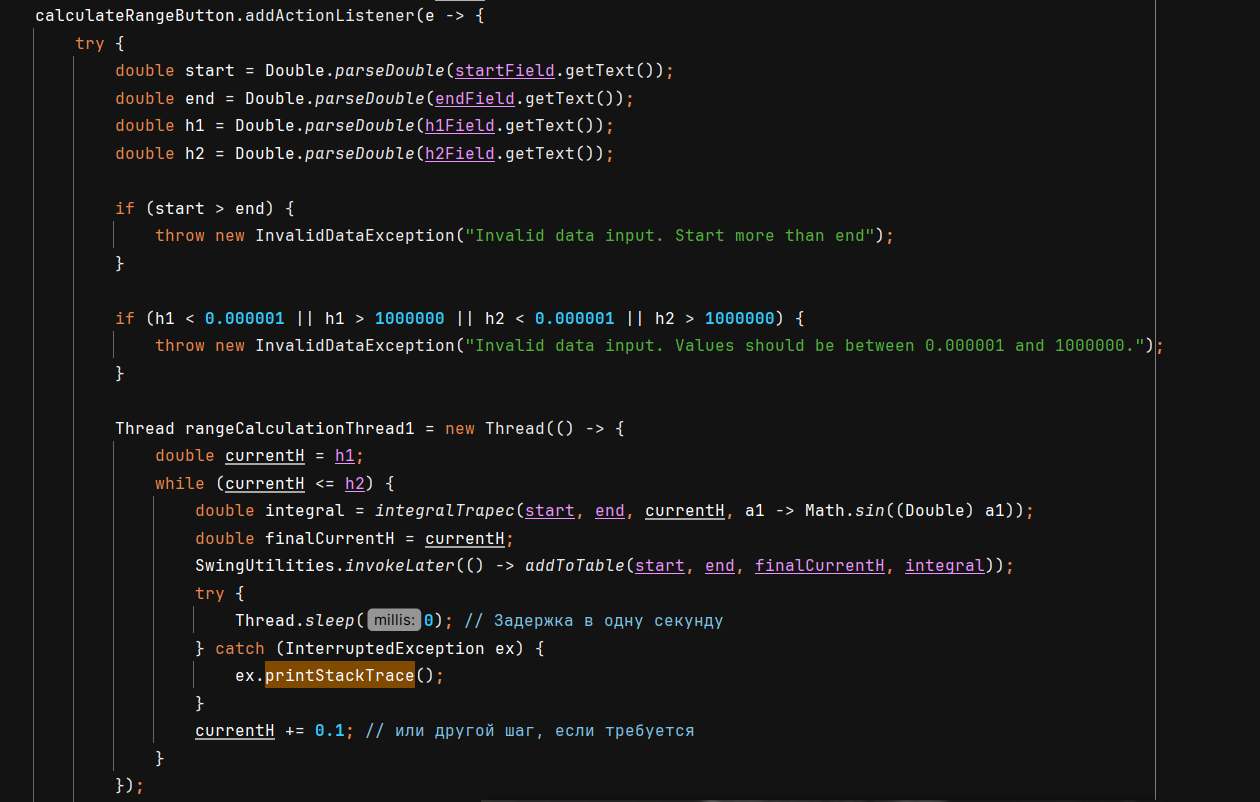 calculateRangeButton.addActionListener(e -> {
    try {
        double start = Double.parseDouble(startField.getText());
        double end = Double.parseDouble(endField.getText());
        double h1 = Double.parseDouble(h1Field.getText());
        double h2 = Double.parseDouble(h2Field.getText());

        if (start > end) {
            throw new InvalidDataException("Invalid data input. Start more than end");
        }

        if (h1 < 0.000001 || h1 > 1000000 || h2 < 0.000001 || h2 > 1000000) {
            throw new InvalidDataException("Invalid data input. Values should be between 0.000001 and 1000000.");
        }

        Thread rangeCalculationThread1 = new Thread(() -> {
            double currentH = h1;
            while (currentH <= h2) {
                double integral = integralTrapec(start, end, currentH, a1 -> Math.sin((Double) a1));
                double finalCurrentH = currentH;
                SwingUtilities.invokeLater(() -> addToTable(start, end, finalCurrentH, integral));
                try {
                    Thread.sleep( millis: 0); // Задержка в одну секунду
                } catch (InterruptedException ex) {
                    ex.printStackTrace();
                }
                currentH += 0.1; // или другой шаг, если требуется
            }
        });